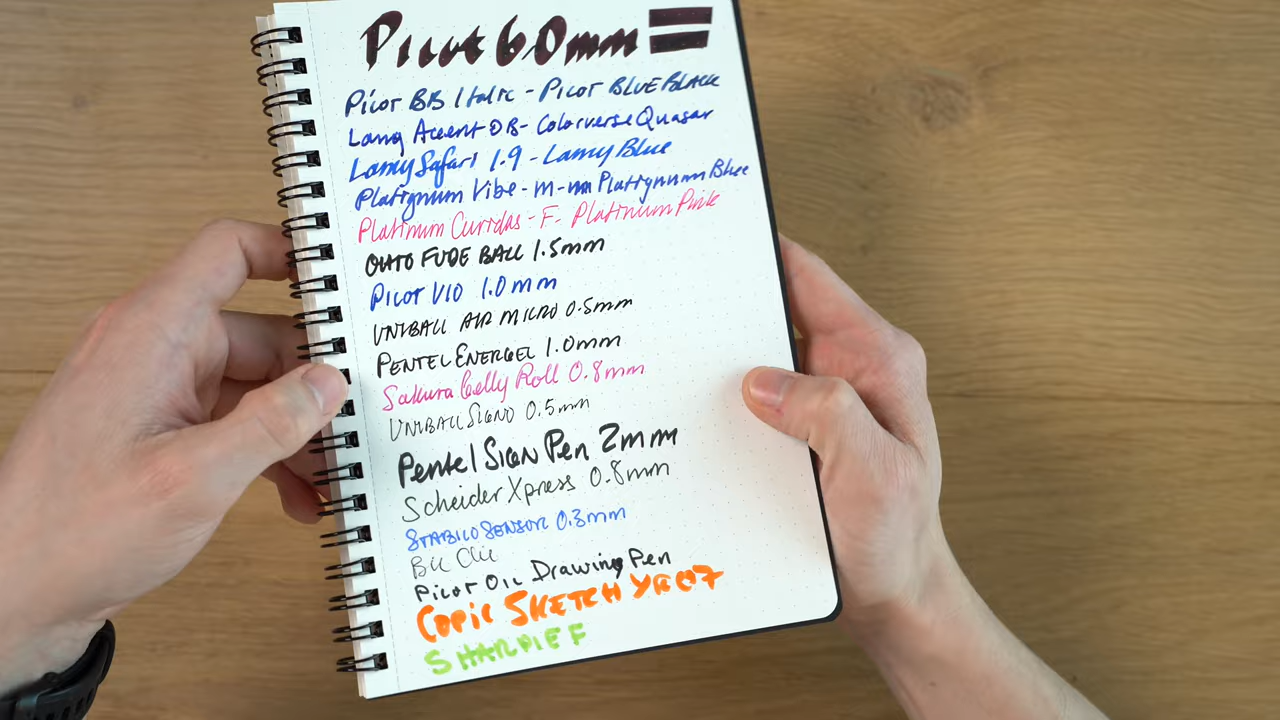 Pilot 60mm
Pilot BB Italic - Pilot BLUE BLACK
Lamy Accent OB - Colorverse Quasar
Lamy Safari 1.9 - Lamy Blue
Platignum Vibe - M - Platignum Blue
Platinum Curidas - F - Platinum Pink
OHTO FUDE BALL 1.5mm
PILOT V10 1.0mm
UNIBALL AIR MICRO 0.5mm
PENTEL ENERGEL 1.0mm
Sakura Gelly Roll 0.8mm
UNIBALL SIGNO 0.5mm
Pentel SIGN Pen 2mm
Scheider Xpress 0.8mm
STABILO SENSOR 0.3mm
Bic Clic
PILOT OIL Drawing Pen
COPIC SKETCH YR07
SHARPIE F